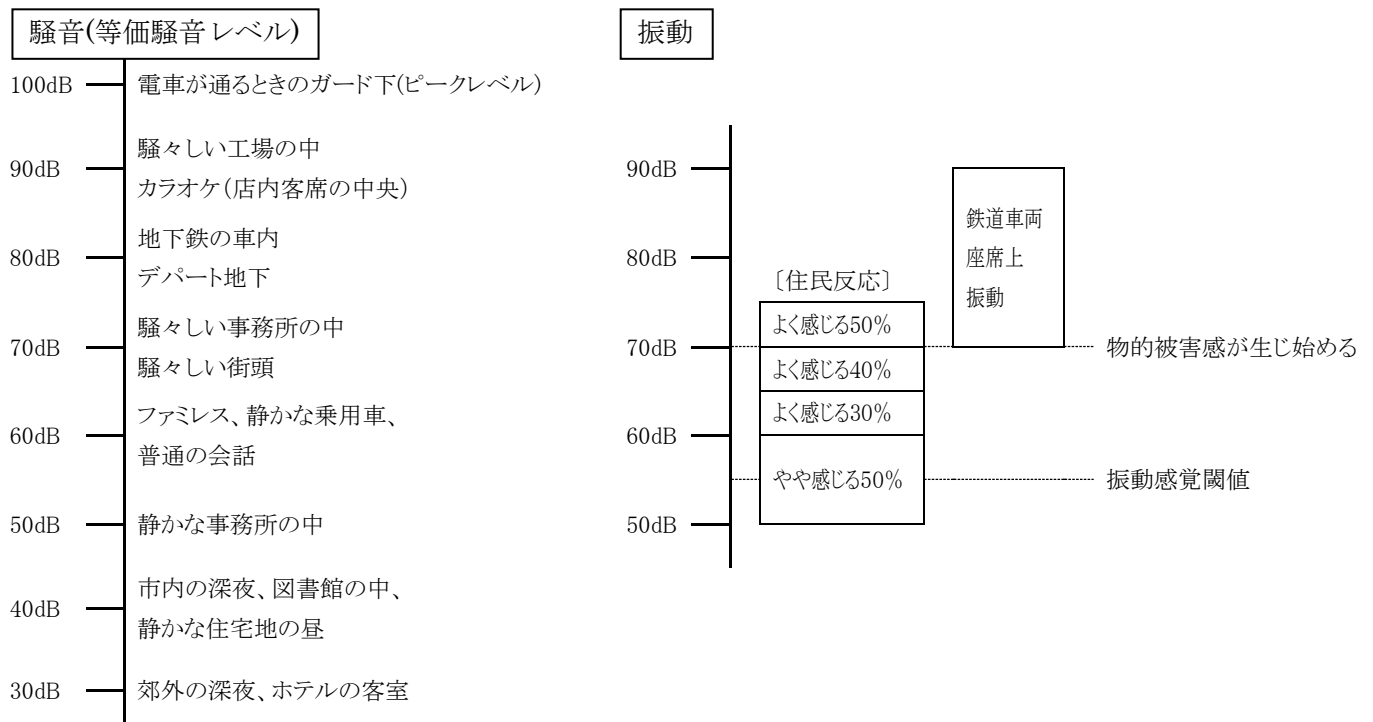 騒音(等価騒音レベル)
100dB
電車が通るときのガード下(ピークレベル)
90dB
騒々しい工場の中
カラオケ(店内客席の中央)
80dB
地下鉄の車内
デパート地下
70dB
騒々しい事務所の中
騒々しい街頭
60dB
ファミレス、静かな乗用車、
普通の会話
50dB
静かな事務所の中
40dB
市内の深夜、図書館の中、
静かな住宅地の昼
30dB
郊外の深夜、ホテルの客室
振動
90dB
80dB
70dB
60dB
50dB
〔住民反応〕
よく感じる50%
よく感じる40%
よく感じる30%
やや感じる50%
鉄道車両
座席上
振動
物的被害感が生じ始める
振動感覚閾値